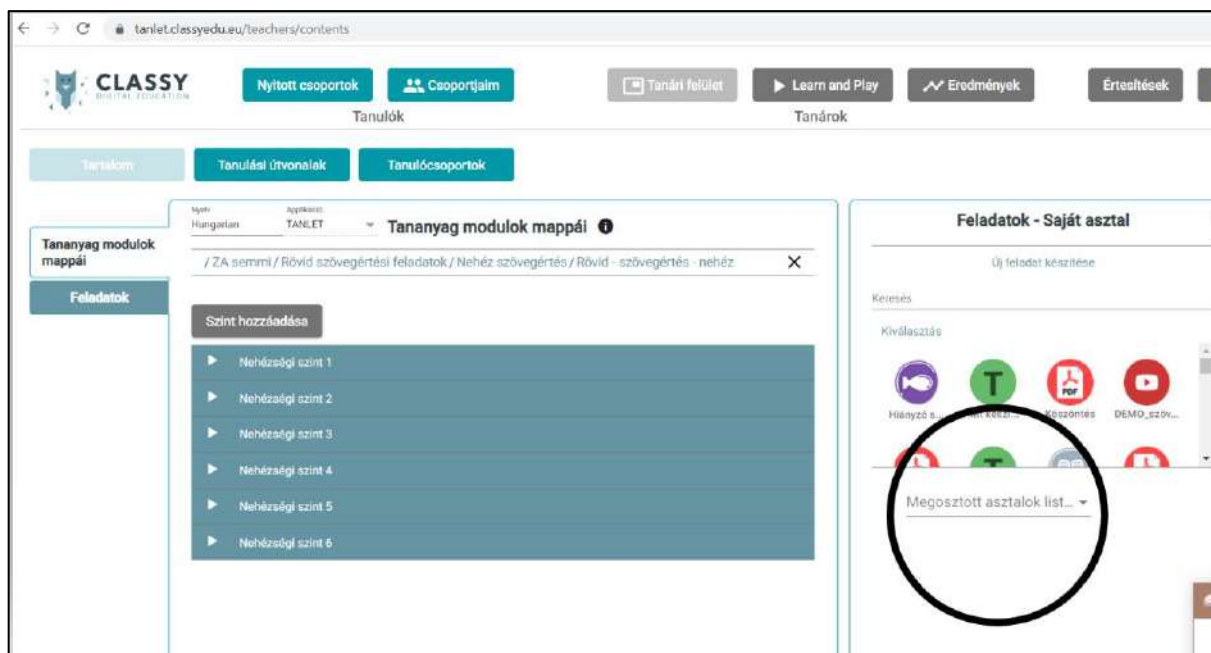 tanlet.classyedu.eu/teachers/contents
CLASSY
DIGITAL EDUCATION
Nyitott csoportok
Csoportjaim
Tanári felület
Learn and Play
Eredmények
Értesítések
Tanulók
Tanárok
Tartalom
Tanulási útvonalak
Tanulócsoportok
Tananyag modulok
mappái
Feladatok
Nyelv
Hungarian
Applikáció
TANLET
Tananyag modulok mappái
/ ZA semmi / Rövid szövegértési feladatok / Nehéz szövegértés / Rövid - szövegértés - nehéz
Szint hozzáadása
Nehézségi szint 1
Nehézségi szint 2
Nehézségi szint 3
Nehézségi szint 4
Nehézségi szint 5
Nehézségi szint 6
Feladatok - Saját asztal
Új feladat készítése
Keresés
Kiválasztás
T
PDF
Hiányzó s...
Köszöntés
DEMO_szöv...
Megosztott asztalok list...